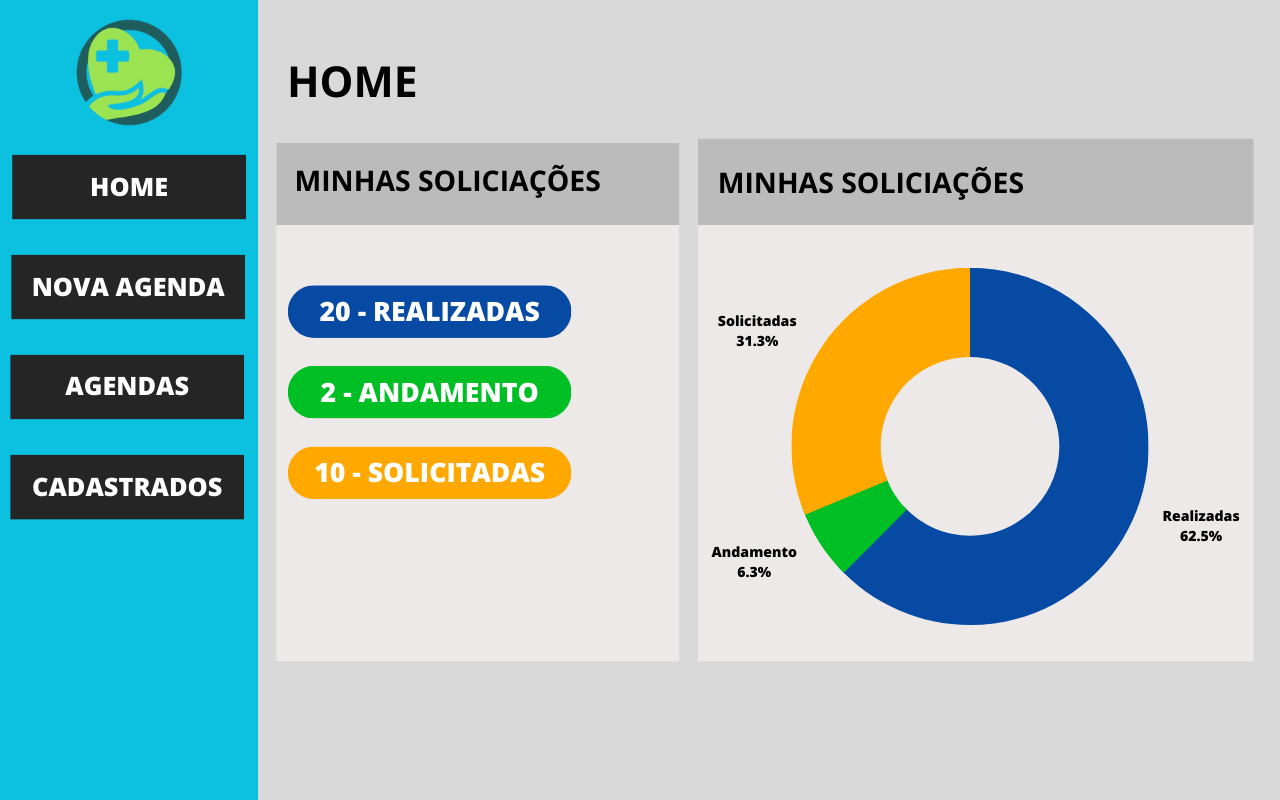 HOME
NOVA AGENDA
AGENDAS
CADASTRADOS
HOME
MINHAS SOLICIAÇÕES
20 - REALIZADAS
2 - ANDAMENTO
10 - SOLICITADAS
MINHAS SOLICIAÇÕES
Solicitadas
31.3%
Realizadas
62.5%
Andamento
6.3%